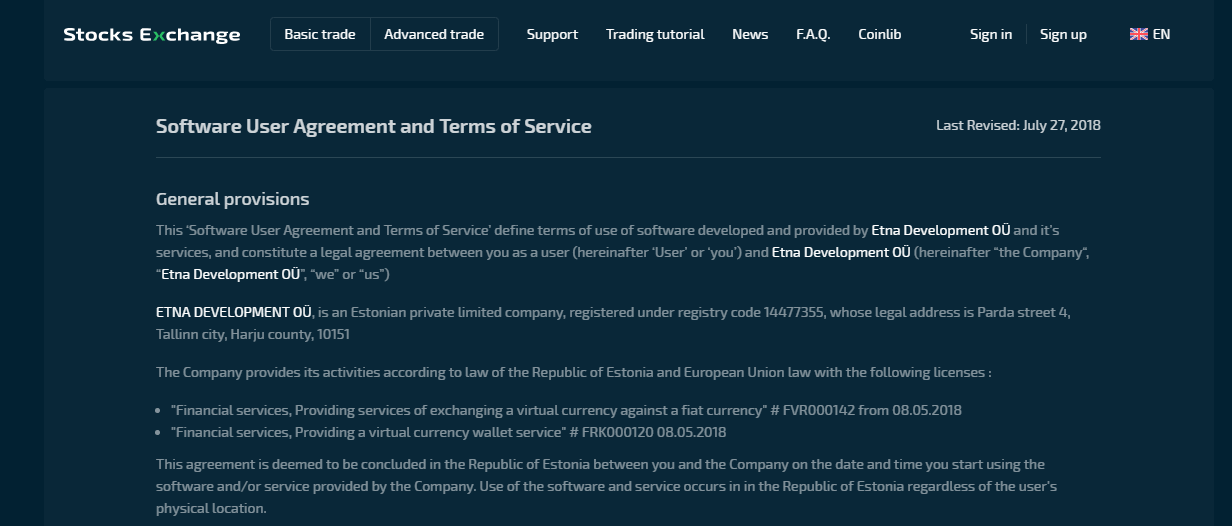 Stocks Exchange Basic trade Advanced trade Support Trading tutorial News F.A.Q. Coinlib Sign in Sign up EN
Software User Agreement and Terms of Service Last Revised: July 27, 2018
General provisions
This ‘Software User Agreement and Terms of Service’ define terms of use of software developed and provided by Etna Development OÜ and it’s
services, and constitute a legal agreement between you as a user (hereinafter ‘User’ or ‘you’) and Etna Development OÜ (hereinafter “the Company“,
“Etna Development OÜ”, “we” or “us”)
ETNA DEVELOPMENT OÜ, is an Estonian private limited company, registered under registry code 14477355, whose legal address is Parda street 4,
Tallinn city, Harju county, 10151
The Company provides its activities according to law of the Republic of Estonia and European Union law with the following licenses :
• "Financial services, Providing services of exchanging a virtual currency against a fiat currency" # FVR000142 from 08.05.2018
• "Financial services, Providing a virtual currency wallet service" # FRK000120 08.05.2018
This agreement is deemed to be concluded in the Republic of Estonia between you and the Company on the date and time you start using the
software and/or service provided by the Company. Use of the software and service occurs in in the Republic of Estonia regardless of the user’s
physical location.